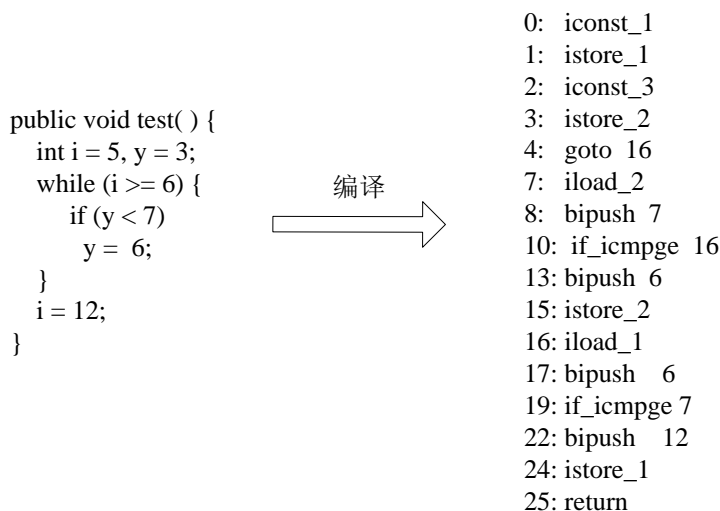 public void test( ) {
int i = 5, y = 3;
while (i >= 6) {
if (y < 7)
y = 6;
}
i = 12;
}
编译
0: iconst_1
1: istore_1
2: iconst_3
3: istore_2
4: goto 16
7: iload_2
8: bipush 7
10: if_icmpge 16
13: bipush 6
15: istore_2
16: iload_1
17: bipush 6
19: if_icmpge 7
22: bipush 12
24: istore_1
25: return